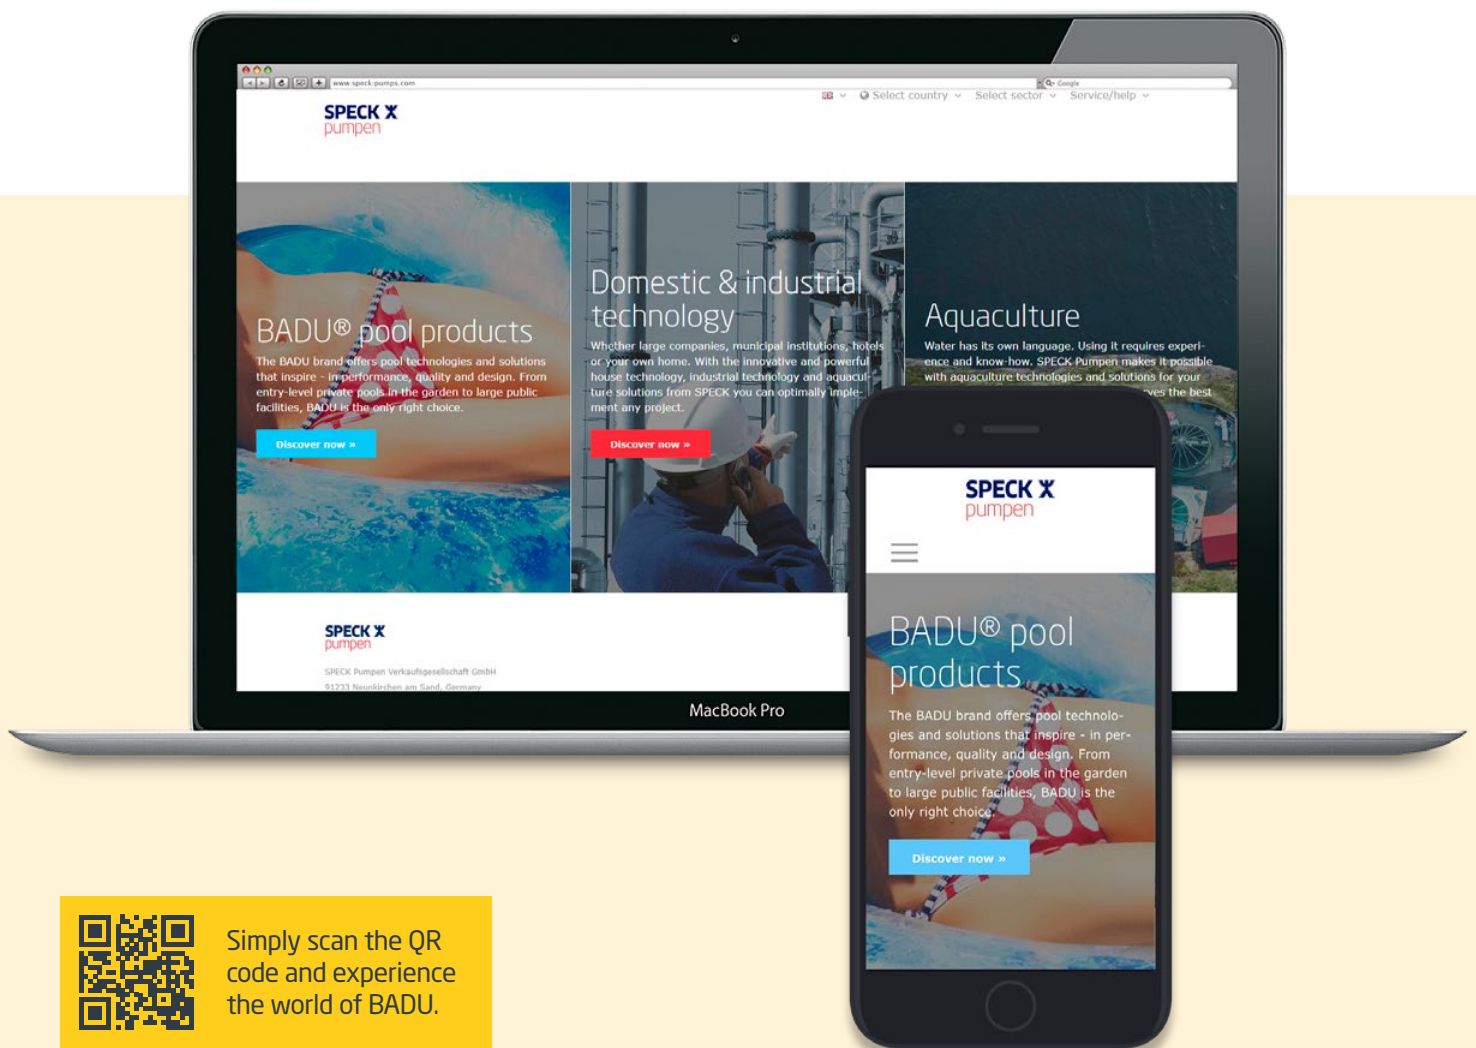 www.speck-pumps.com
Google
Select country
Select sector
Service/help
SPECK
pumpen
BADU® pool products
The BADU brand offers pool technologies and solutions
that inspire - in performance, quality and design. From
entry-level private pools in the garden to large public
facilities, BADU is the only right choice.
Discover now »
Domestic & industrial
technology
Whether large companies, municipal institutions, hotels
or your own home. With the innovative and powerful
house technology, industrial technology and aquacul-
ture solutions from SPECK you can optimally imple-
ment any project.
Discover now »
Aquaculture
Water has its own language. Using it requires experi-
ence and know-how. SPECK Pumpen makes it possible
with aquaculture technologies and solutions for your
the best
SPECK
pumpen
SPECK Pumpen Verkaufsgesellschaft GmbH
91233 Neunkirchen am Sand, Germany
MacBook Pro
SPECK
pumpen
BADU® pool
products
The BADU brand offers pool technolo-
gies and solutions that inspire - in per-
formance, quality and design. From
entry-level private pools in the garden
to large public facilities, BADU is the
only right choice.
Discover now »
Simply scan the QR
code and experience
the world of BADU.